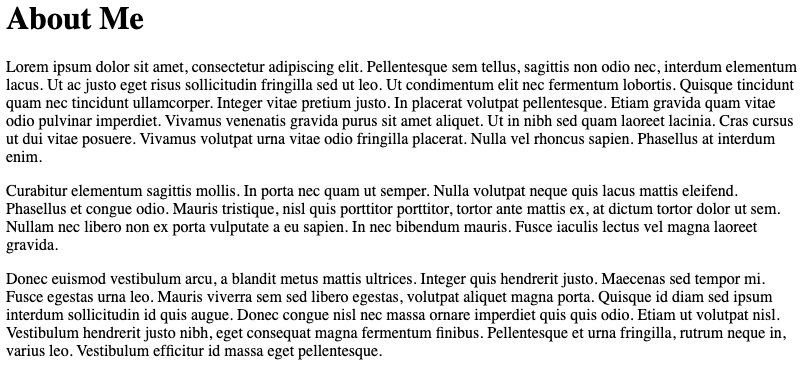 About Me
Lorem ipsum dolor sit amet, consectetur adipiscing elit. Pellentesque sem tellus, sagittis non odio nec, interdum elementum
lacus. Ut ac justo eget risus sollicitudin fringilla sed ut leo. Ut condimentum elit nec fermentum lobortis. Quisque tincidunt
quam nec tincidunt ullamcorper. Integer vitae pretium justo. In placerat volutpat pellentesque. Etiam gravida quam vitae
odio pulvinar imperdiet. Vivamus venenatis gravida purus sit amet aliquet. Ut in nibh sed quam laoreet lacinia. Cras cursus
ut dui vitae posuere. Vivamus volutpat urna vitae odio fringilla placerat. Nulla vel rhoncus sapien. Phasellus at interdum
enim.
Curabitur elementum sagittis mollis. In porta nec quam ut semper. Nulla volutpat neque quis lacus mattis eleifend.
Phasellus et congue odio. Mauris tristique, nisl quis porttitor porttitor, tortor ante mattis ex, at dictum tortor dolor ut sem.
Nullam nec libero non ex porta vulputate a eu sapien. In nec bibendum mauris. Fusce iaculis lectus vel magna laoreet
gravida.
Donec euismod vestibulum arcu, a blandit metus mattis ultrices. Integer quis hendrerit justo. Maecenas sed tempor mi.
Fusce egestas urna leo. Mauris viverra sem sed libero egestas, volutpat aliquet magna porta. Quisque id diam sed ipsum
interdum sollicitudin id quis augue. Donec congue nisl nec massa ornare imperdiet quis quis odio. Etiam ut volutpat nisl.
Vestibulum hendrerit justo nibh, eget consequat magna fermentum finibus. Pellentesque et urna fringilla, rutrum neque in,
varius leo. Vestibulum efficitur id massa eget pellentesque.